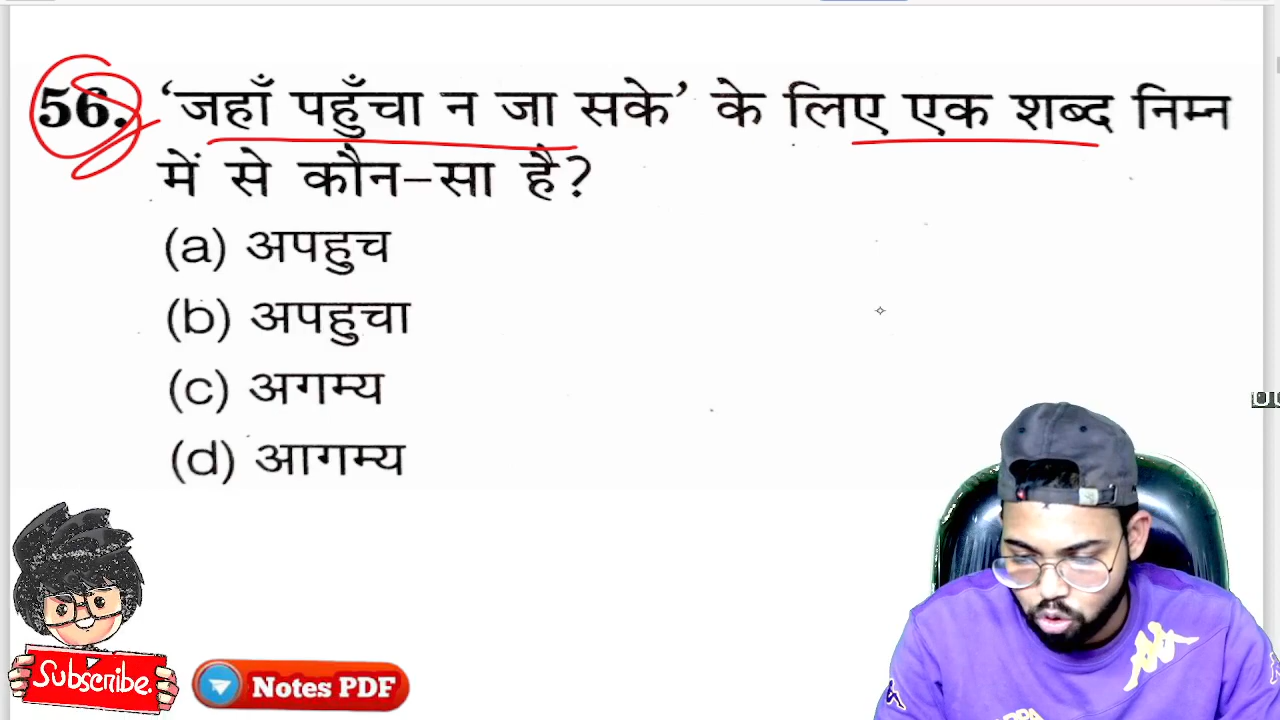 56. ‘जहाँ पहुँचा न जा सके’ के लिए एक शब्द निम्न
में से कौन-सा है?
(a) अपहुच
(b) अपहुचा
(c) अगम्य
(d) आगम्य
Subscribe.
Notes PDF